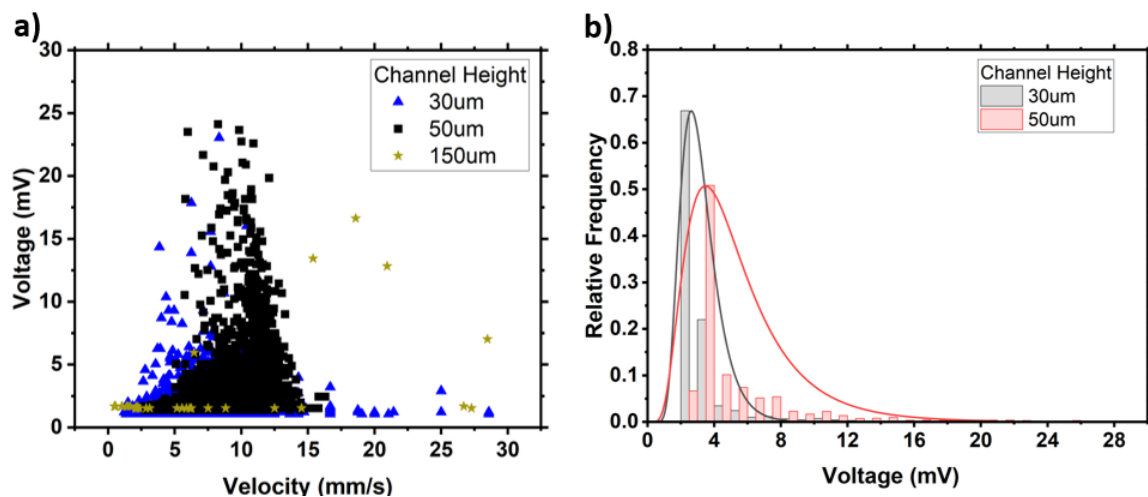 a)
30
25
20
15
10
5
0
Voltage (mV)
0 5 10 15 20 25 30
Velocity (mm/s)
Channel Height
30um
50um
150um
b)
0.8
0.7
0.6
0.5
0.4
0.3
0.2
0.1
0.0
Relative Frequency
0 4 8 12 16 20 24 28
Voltage (mV)
Channel Height
30um
50um